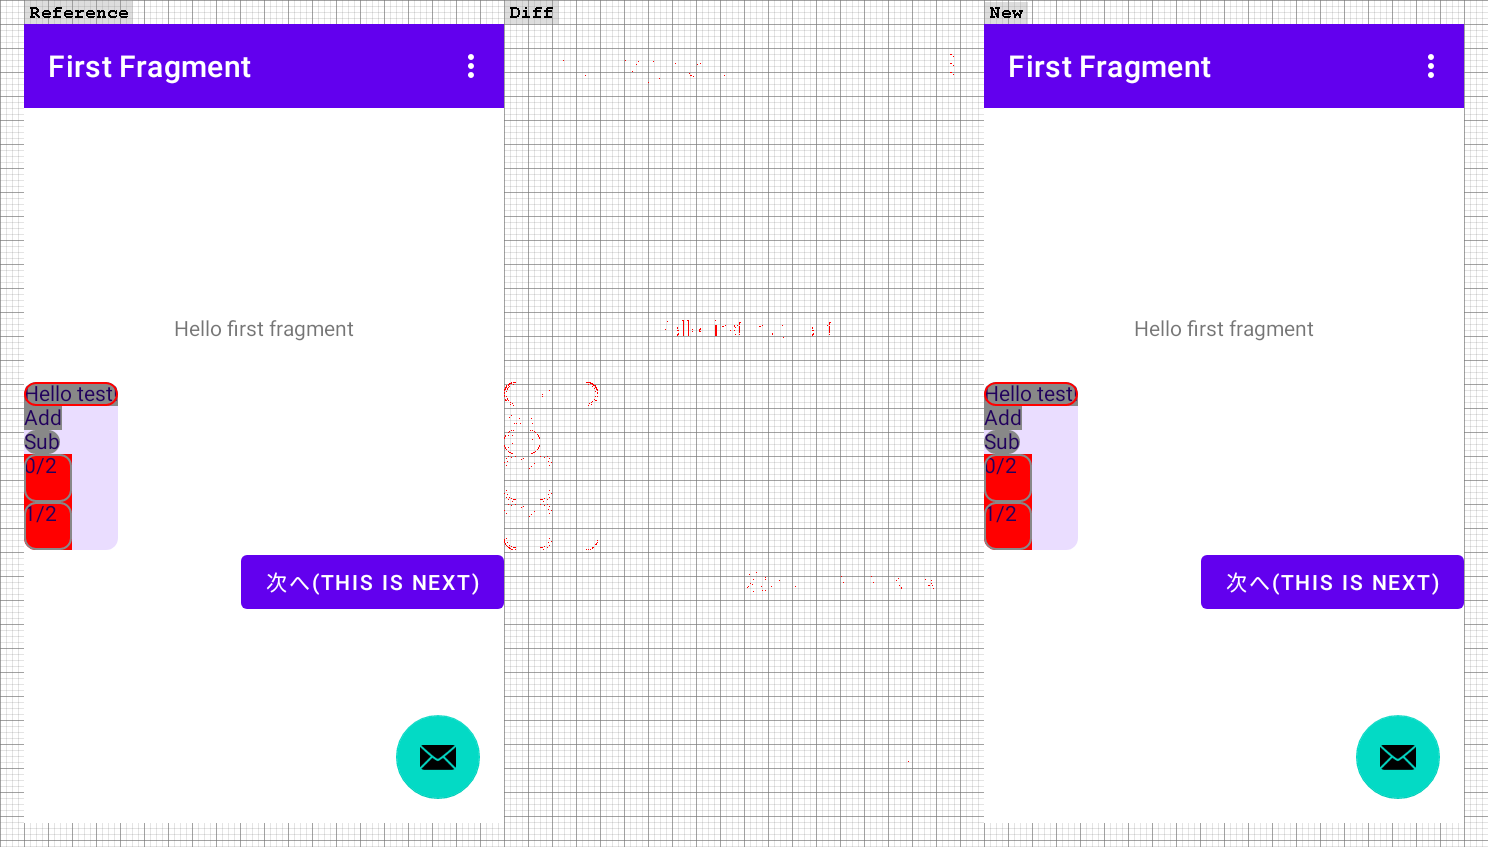 Reference
First Fragment
Hello first fragment
Hello test
Add
Sub
0/2
1/2
次へ(THIS IS NEXT)
Diff
New
First Fragment
Hello first fragment
Hello test
Add
Sub
0/2
1/2
次へ(THIS IS NEXT)